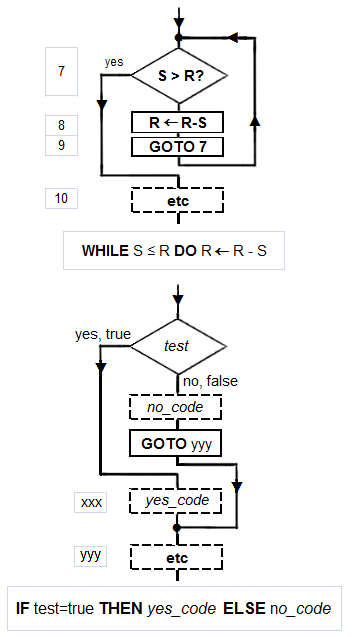 7
yes
S > R?
8
R ← R-S
9
GOTO 7
10
etc
WHILE S ≤ R DO R ← R - S
yes, true
test
no, false
no_code
GOTO yyy
xxx
yes_code
yyy
etc
IF test=true THEN yes_code ELSE no_code